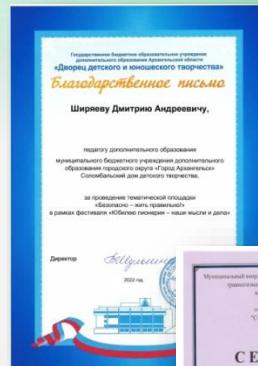 Государственное бюджетное образовательное учреждение
дополнительного образования Архангельской области
«Дворец детского и юношеского творчества»
Благодарственное письмо
Ширяеву Дмитрию Андреевичу,
педагогу дополнительного образования
муниципального бюджетного учреждения дополнительного
образования городского округа «Город Архангельск»
Соломбальский дом детского творчества,
за проведение тематической площадки
«Безопасно – жить правильно!»
в рамках фестиваля «Юбилею пионерии – наши мысли и дела»
Директор
2022 год
Муниципальный
СЕ